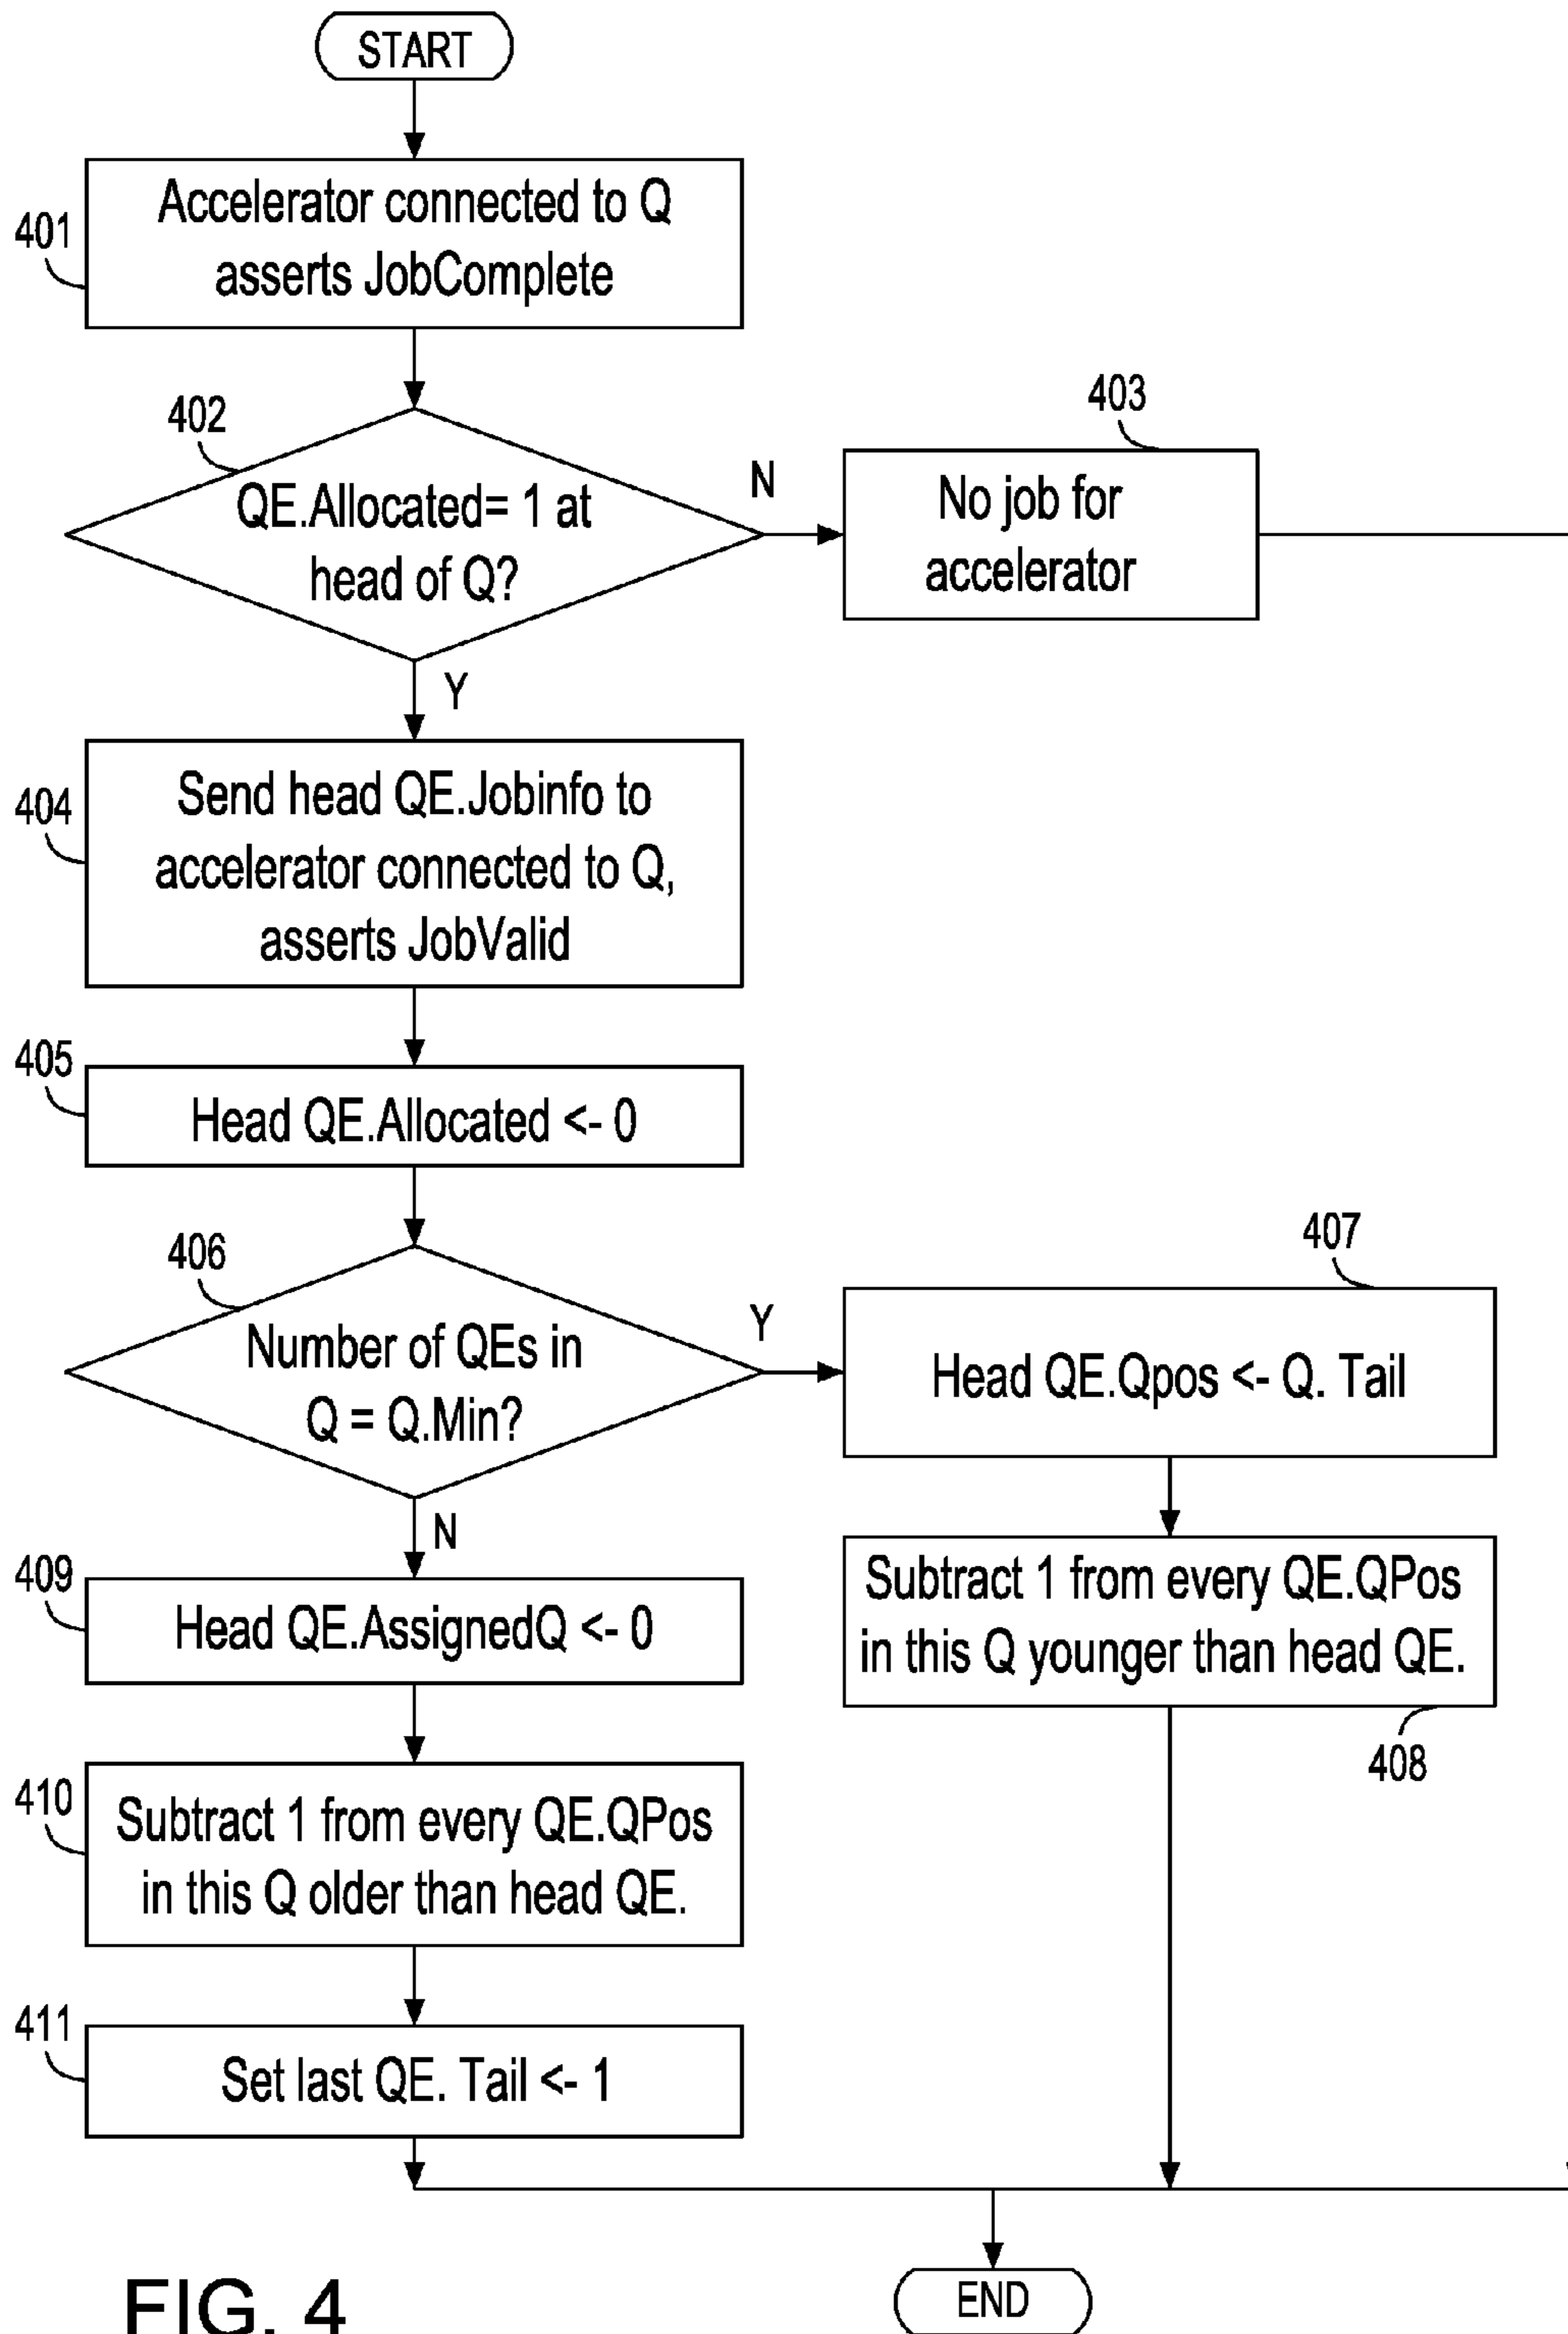 START
401
Accelerator connected to Q
asserts JobComplete
402
QE.Allocated= 1 at
head of Q?
N
403
No job for
accelerator
Y
404
Send head QE.Jobinfo to
accelerator connected to Q,
asserts JobValid
405
Head QE.Allocated <- 0
406
Number of QEs in
Q = Q.Min?
Y
407
Head QE.Qpos <- Q. Tail
Subtract 1 from every QE.QPos
in this Q younger than head QE.
408
N
409
Head QE.AssignedQ <- 0
410
Subtract 1 from every QE.QPos
in this Q older than head QE.
411
Set last QE. Tail <- 1
END
FIG. 4